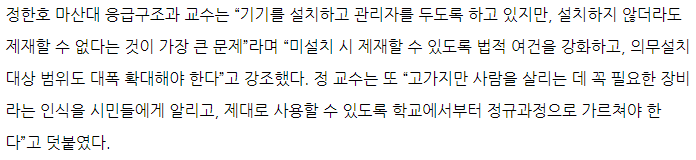 정한호 마산대 응급구조과 교수는 “기기를 설치하고 관리자를 두도록 하고 있지만, 설치하지 않더라도
제재할 수 없다는 것이 가장 큰 문제”라며 “미설치 시 제재할 수 있도록 법적 여건을 강화하고, 의무설치
대상 범위도 대폭 확대해야 한다”고 강조했다. 정 교수는 또 “고가지만 사람을 살리는 데 꼭 필요한 장비
라는 인식을 시민들에게 알리고, 제대로 사용할 수 있도록 학교에서부터 정규과정으로 가르쳐야 한
다”고 덧붙였다.